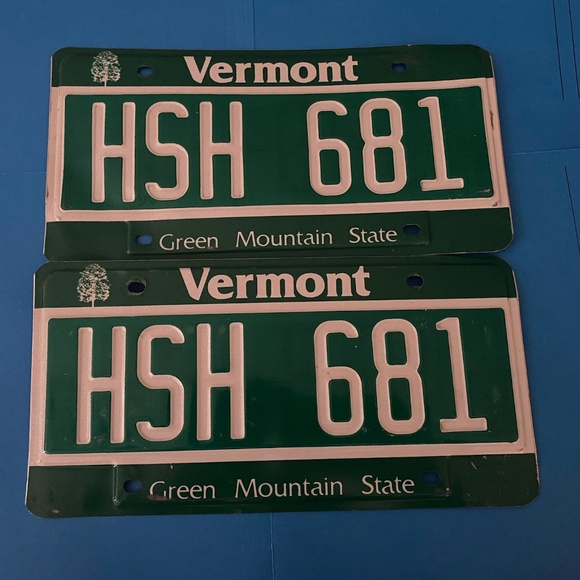 Vermont
HSH 681
Green Mountain State
Vermont
HSH 681
Green Mountain State